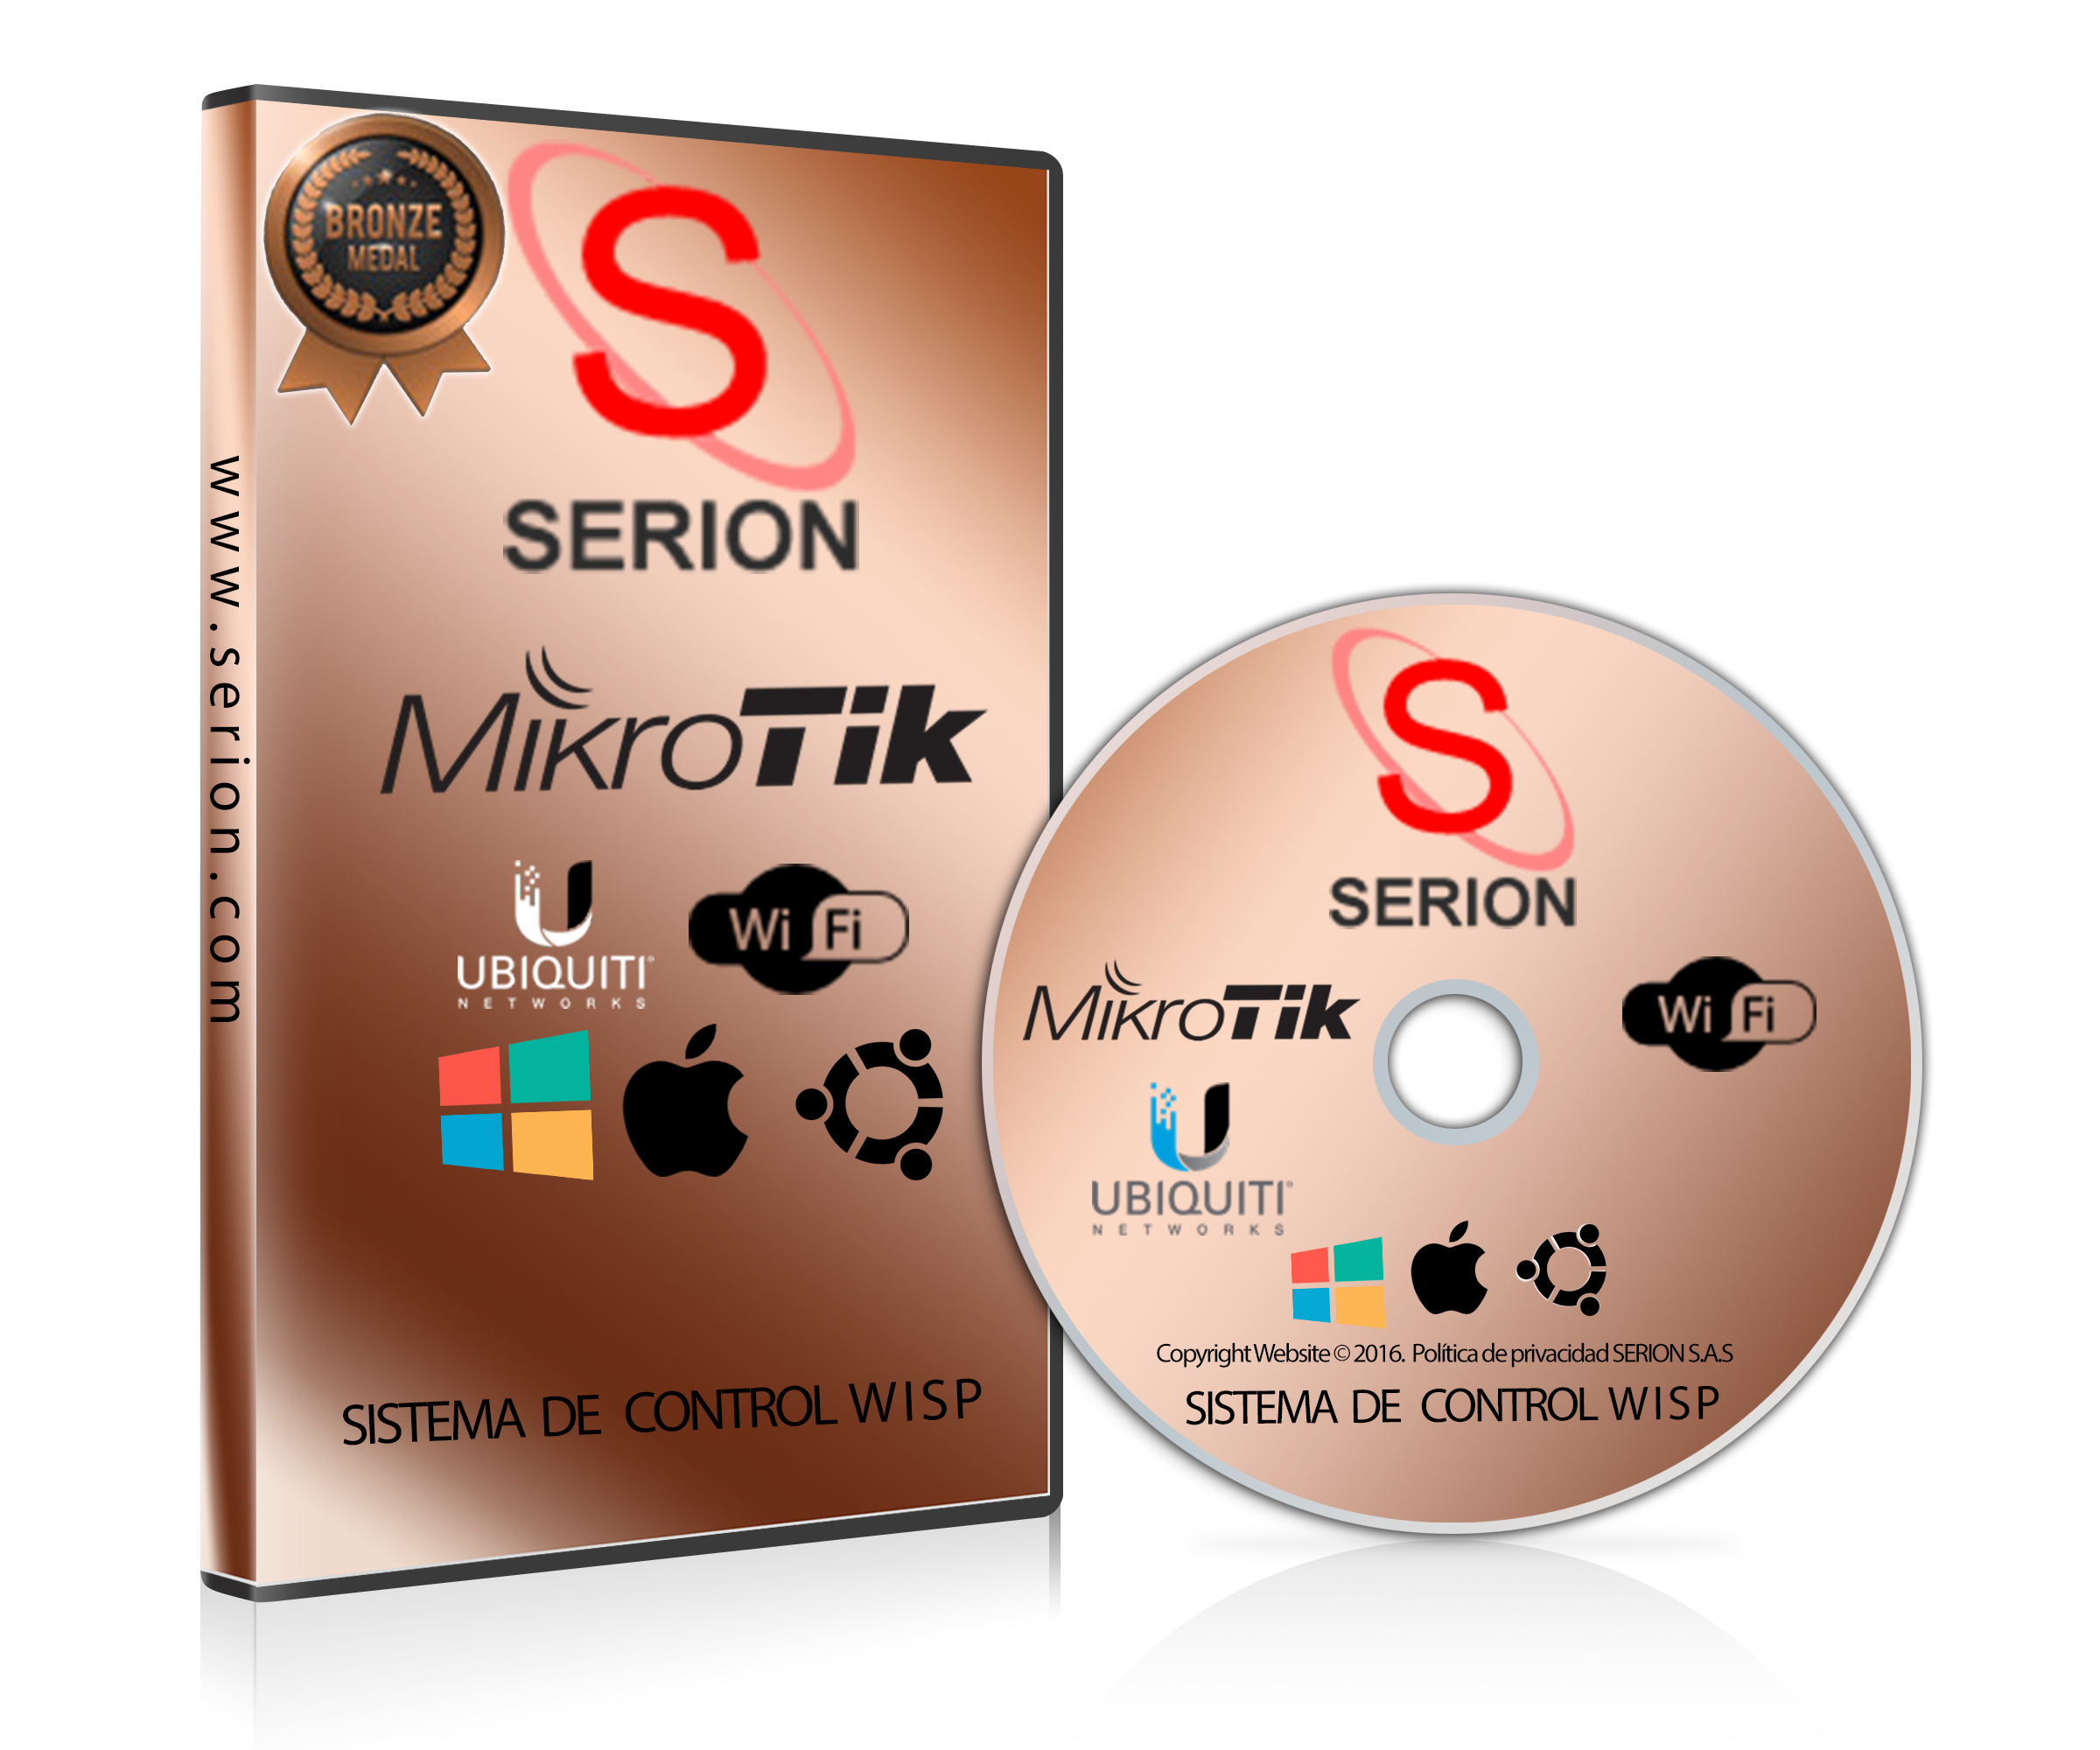 BRONZE
MEDAL
SERION
MikroTik
UBIQUITI
NETWORKS
Wi Fi
SISTEMA DE CONTROL WISP
www.serion.com
SERION
MikroTik
Wi Fi
UBIQUITI
NETWORKS
Copyright Website © 2016. Política de privacidad SERION S.A.S
SISTEMA DE CONTROL WISP